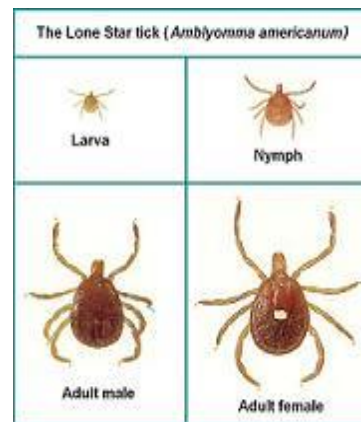 The Lone Star tick (Amblyomma americanum)
Larva
Nymph
Adult male
Adult female